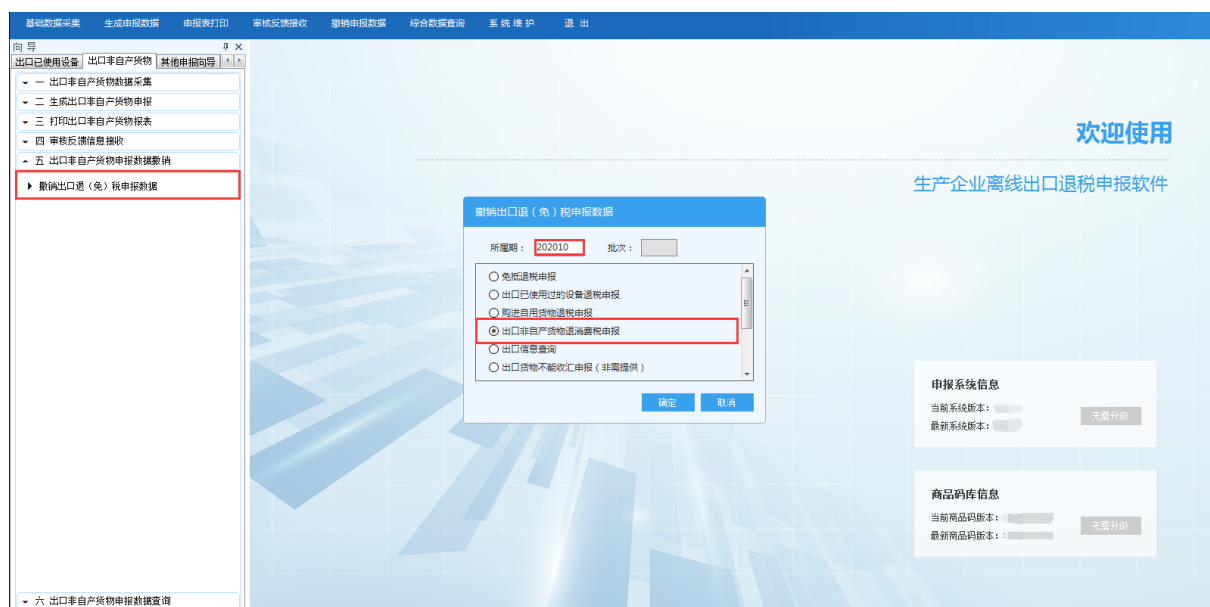 基础数据采集 生成申报数据 申报表打印 审核反馈接收 撤销申报数据 综合数据查询 系统维护 退出
向导
出口已使用设备 出口非自产货物 其他申报向导
一 出口非自产货物数据采集
二 生成出口非自产货物申报
三 打印出口非自产货物报表
四 审核反馈信息接收
五 出口非自产货物申报数据撤销
撤销出口退（免）税申报数据
六 出口非自产货物申报数据查询
欢迎使用
生产企业离线出口退税申报软件
撤销出口退（免）税申报数据
所属期： 202010 批次：
免抵退税申报
出口已使用过的设备退税申报
购进自用货物退税申报
出口非自产货物退消费税申报
出口信息查询
出口货物不能收汇申报（非需提供）
确定 取消
申报系统信息
当前系统版本：
最新系统版本：
无需升级
商品码库信息
当前商品码版本：
最新商品码版本：
无需升级